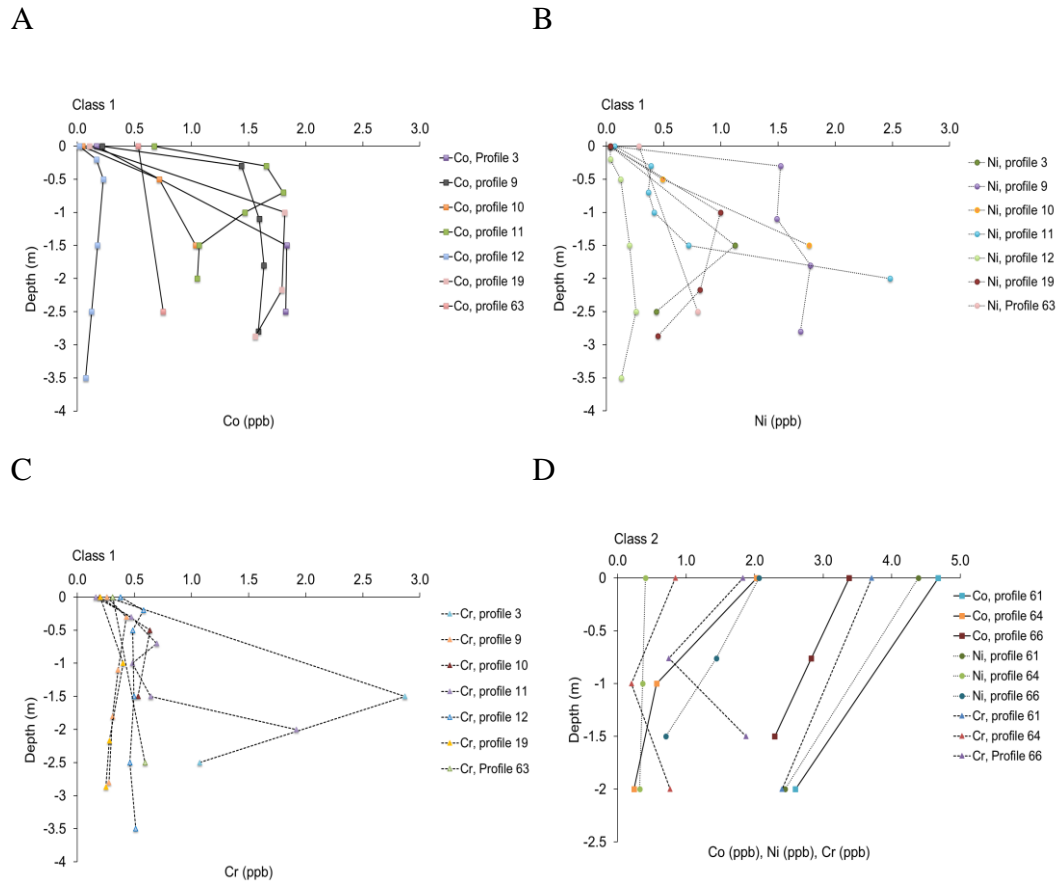 A
B
Class 1
0.0 0.5 1.0 1.5 2.0 2.5 3.0
0
-0.5
-1
-1.5
-2
-2.5
-3
-3.5
-4
Depth (m)
Co (ppb)
Co, Profile 3
Co, profile 9
Co, profile 10
Co, profile 11
Co, profile 12
Co, profile 19
Co, profile 63
Class 1
0.0 0.5 1.0 1.5 2.0 2.5 3.0
0
-0.5
-1
-1.5
-2
-2.5
-3
-3.5
-4
Depth (m)
Ni (ppb)
Ni, profile 3
Ni, profile 9
Ni, profile 10
Ni, profile 11
Ni, profile 12
Ni, profile 19
Ni, Profile 63
C
D
Class 1
0.0 0.5 1.0 1.5 2.0 2.5 3.0
0
-0.5
-1
-1.5
-2
-2.5
-3
-3.5
-4
Depth (m)
Cr (ppb)
Cr, profile 3
Cr, profile 9
Cr, profile 10
Cr, profile 11
Cr, profile 12
Cr, profile 19
Cr, Profile 63
Class 2
0.0 1.0 2.0 3.0 4.0 5.0
0
-0.5
-1
-1.5
-2
-2.5
Depth (m)
Co (ppb), Ni (ppb), Cr (ppb)
Co, profile 61
Co, profile 64
Co, profile 66
Ni, profile 61
Ni, profile 64
Ni, profile 66
Cr, profile 61
Cr, profile 64
Cr, Profile 66